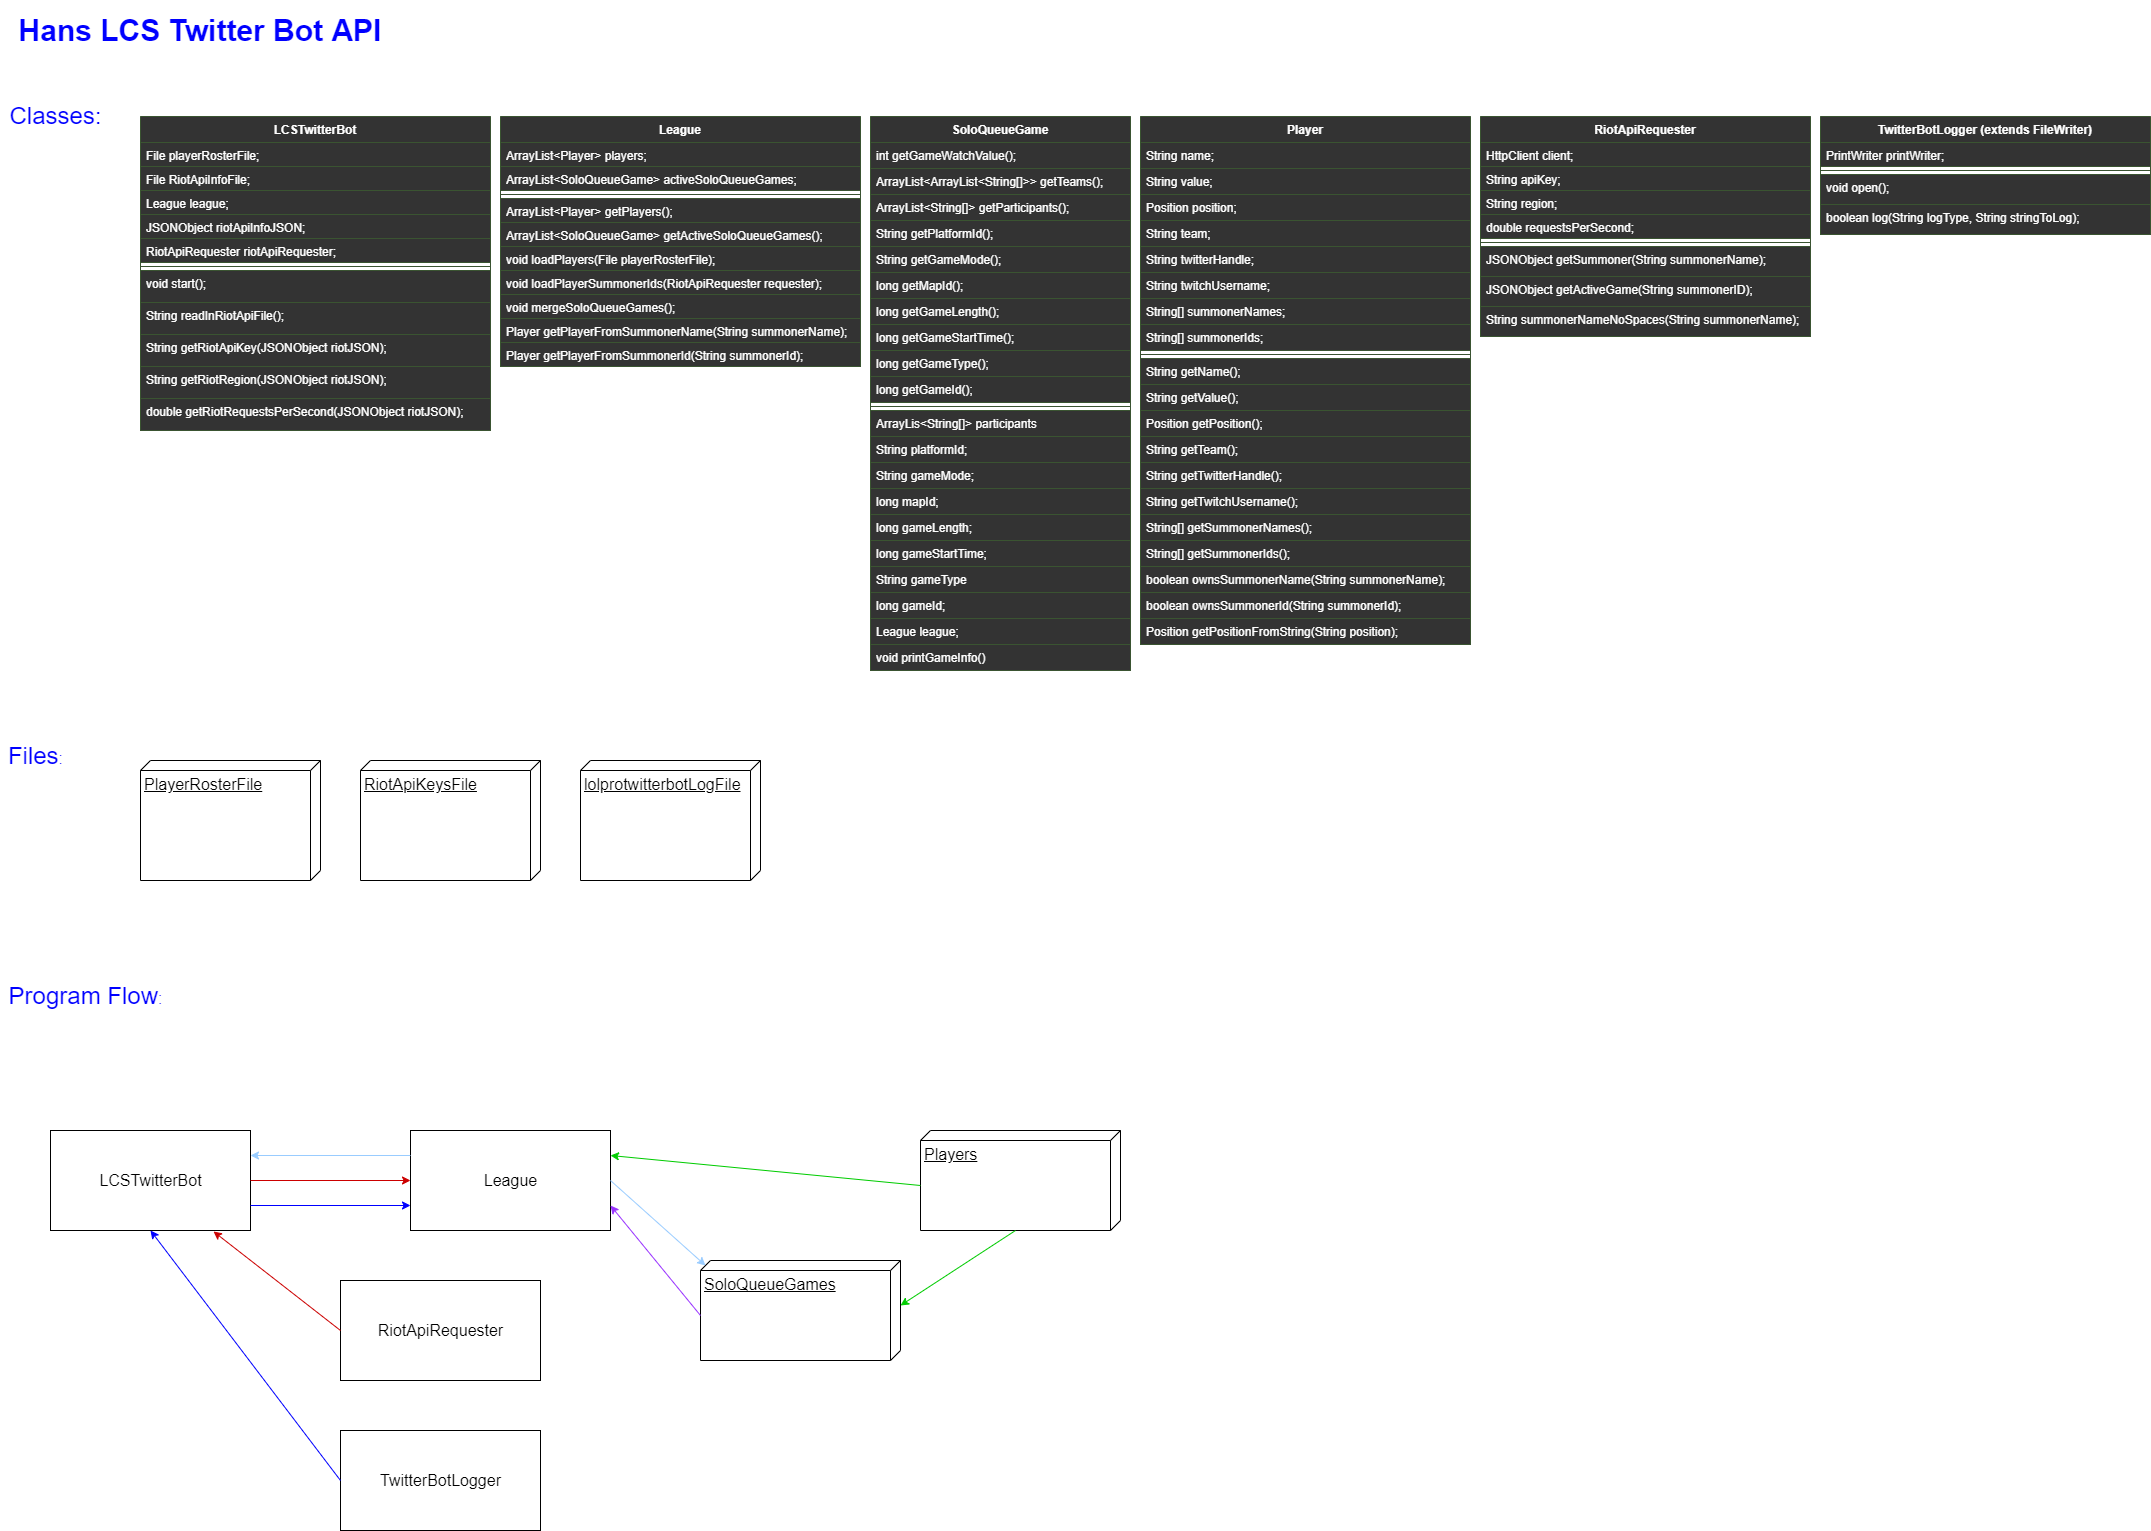 Hans LCS Twitter Bot API
Classes:
LCSTwitterBot
File playerRosterFile;
File RiotApiInfoFile;
League league;
JSONObject riotApiInfoJSON;
RiotApiRequester riotApiRequester;
void start();
String readInRiotApiFile();
String getRiotApiKey(JSONObject riotJSON);
String getRiotRegion(JSONObject riotJSON);
double getRiotRequestsPerSecond(JSONObject riotJSON);
League
ArrayList<Player> players;
ArrayList<SoloQueueGame> activeSoloQueueGames;
ArrayList<Player> getPlayers();
ArrayList<SoloQueueGame> getActiveSoloQueueGames();
void loadPlayers(File playerRosterFile);
void loadPlayerSummonerIds(RiotApiRequester requester);
void mergeSoloQueueGames();
Player getPlayerFromSummonerName(String summonerName);
Player getPlayerFromSummonerId(String summonerId);
SoloQueueGame
int getGameWatchValue();
ArrayList<ArrayList<String[]>> getTeams();
ArrayList<String[]> getParticipants();
String getPlatformId();
String getGameMode();
long getMapId();
long getGameLength();
long getGameStartTime();
long getGameType();
long getGameId();
ArrayLis<String[]> participants
String platformId;
String gameMode;
long mapId;
long gameLength;
long gameStartTime;
String gameType
long gameId;
League league;
void printGameInfo()
Player
String name;
String value;
Position position;
String team;
String twitterHandle;
String twitchUsername;
String[] summonerNames;
String[] summonerIds;
String getName();
String getValue();
Position getPosition();
String getTeam();
String getTwitterHandle();
String getTwitchUsername();
String[] getSummonerNames();
String[] getSummonerIds();
boolean ownsSummonerName(String summonerName);
boolean ownsSummonerId(String summonerId);
Position getPositionFromString(String position);
RiotApiRequester
HttpClient client;
String apiKey;
String region;
double requestsPerSecond;
JSONObject getSummoner(String summonerName);
JSONObject getActiveGame(String summonerID);
String summonerNameNoSpaces(String summonerName);
TwitterBotLogger (extends FileWriter)
PrintWriter printWriter;
void open();
boolean log(String logType, String stringToLog);
Files:
PlayerRosterFile
RiotApiKeysFile
lolprotwitterbotLogFile
Program Flow:
LCSTwitterBot
League
Players
SoloQueueGames
RiotApiRequester
TwitterBotLogger